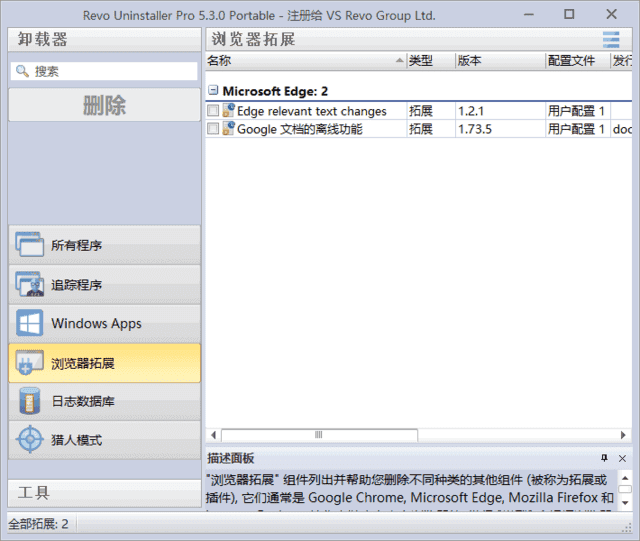 Revo Uninstaller Pro 5.3.0 Portable - 注册给 VS Revo Group Ltd.
卸载器
浏览器拓展
搜索
删除
名称 类型 版本 配置文件 发行
Microsoft Edge: 2
Edge relevant text changes 拓展 1.2.1 用户配置 1
Google 文档的离线功能 拓展 1.73.5 用户配置 1 doc
所有程序
追踪程序
Windows Apps
浏览器拓展
日志数据库
猎人模式
工具
描述面板
"浏览器拓展" 组件列出并帮助您删除不同种类的其他组件 (被称为拓展或
插件), 它们通常是 Google Chrome, Microsoft Edge, Mozilla Firefox 和
全部拓展: 2